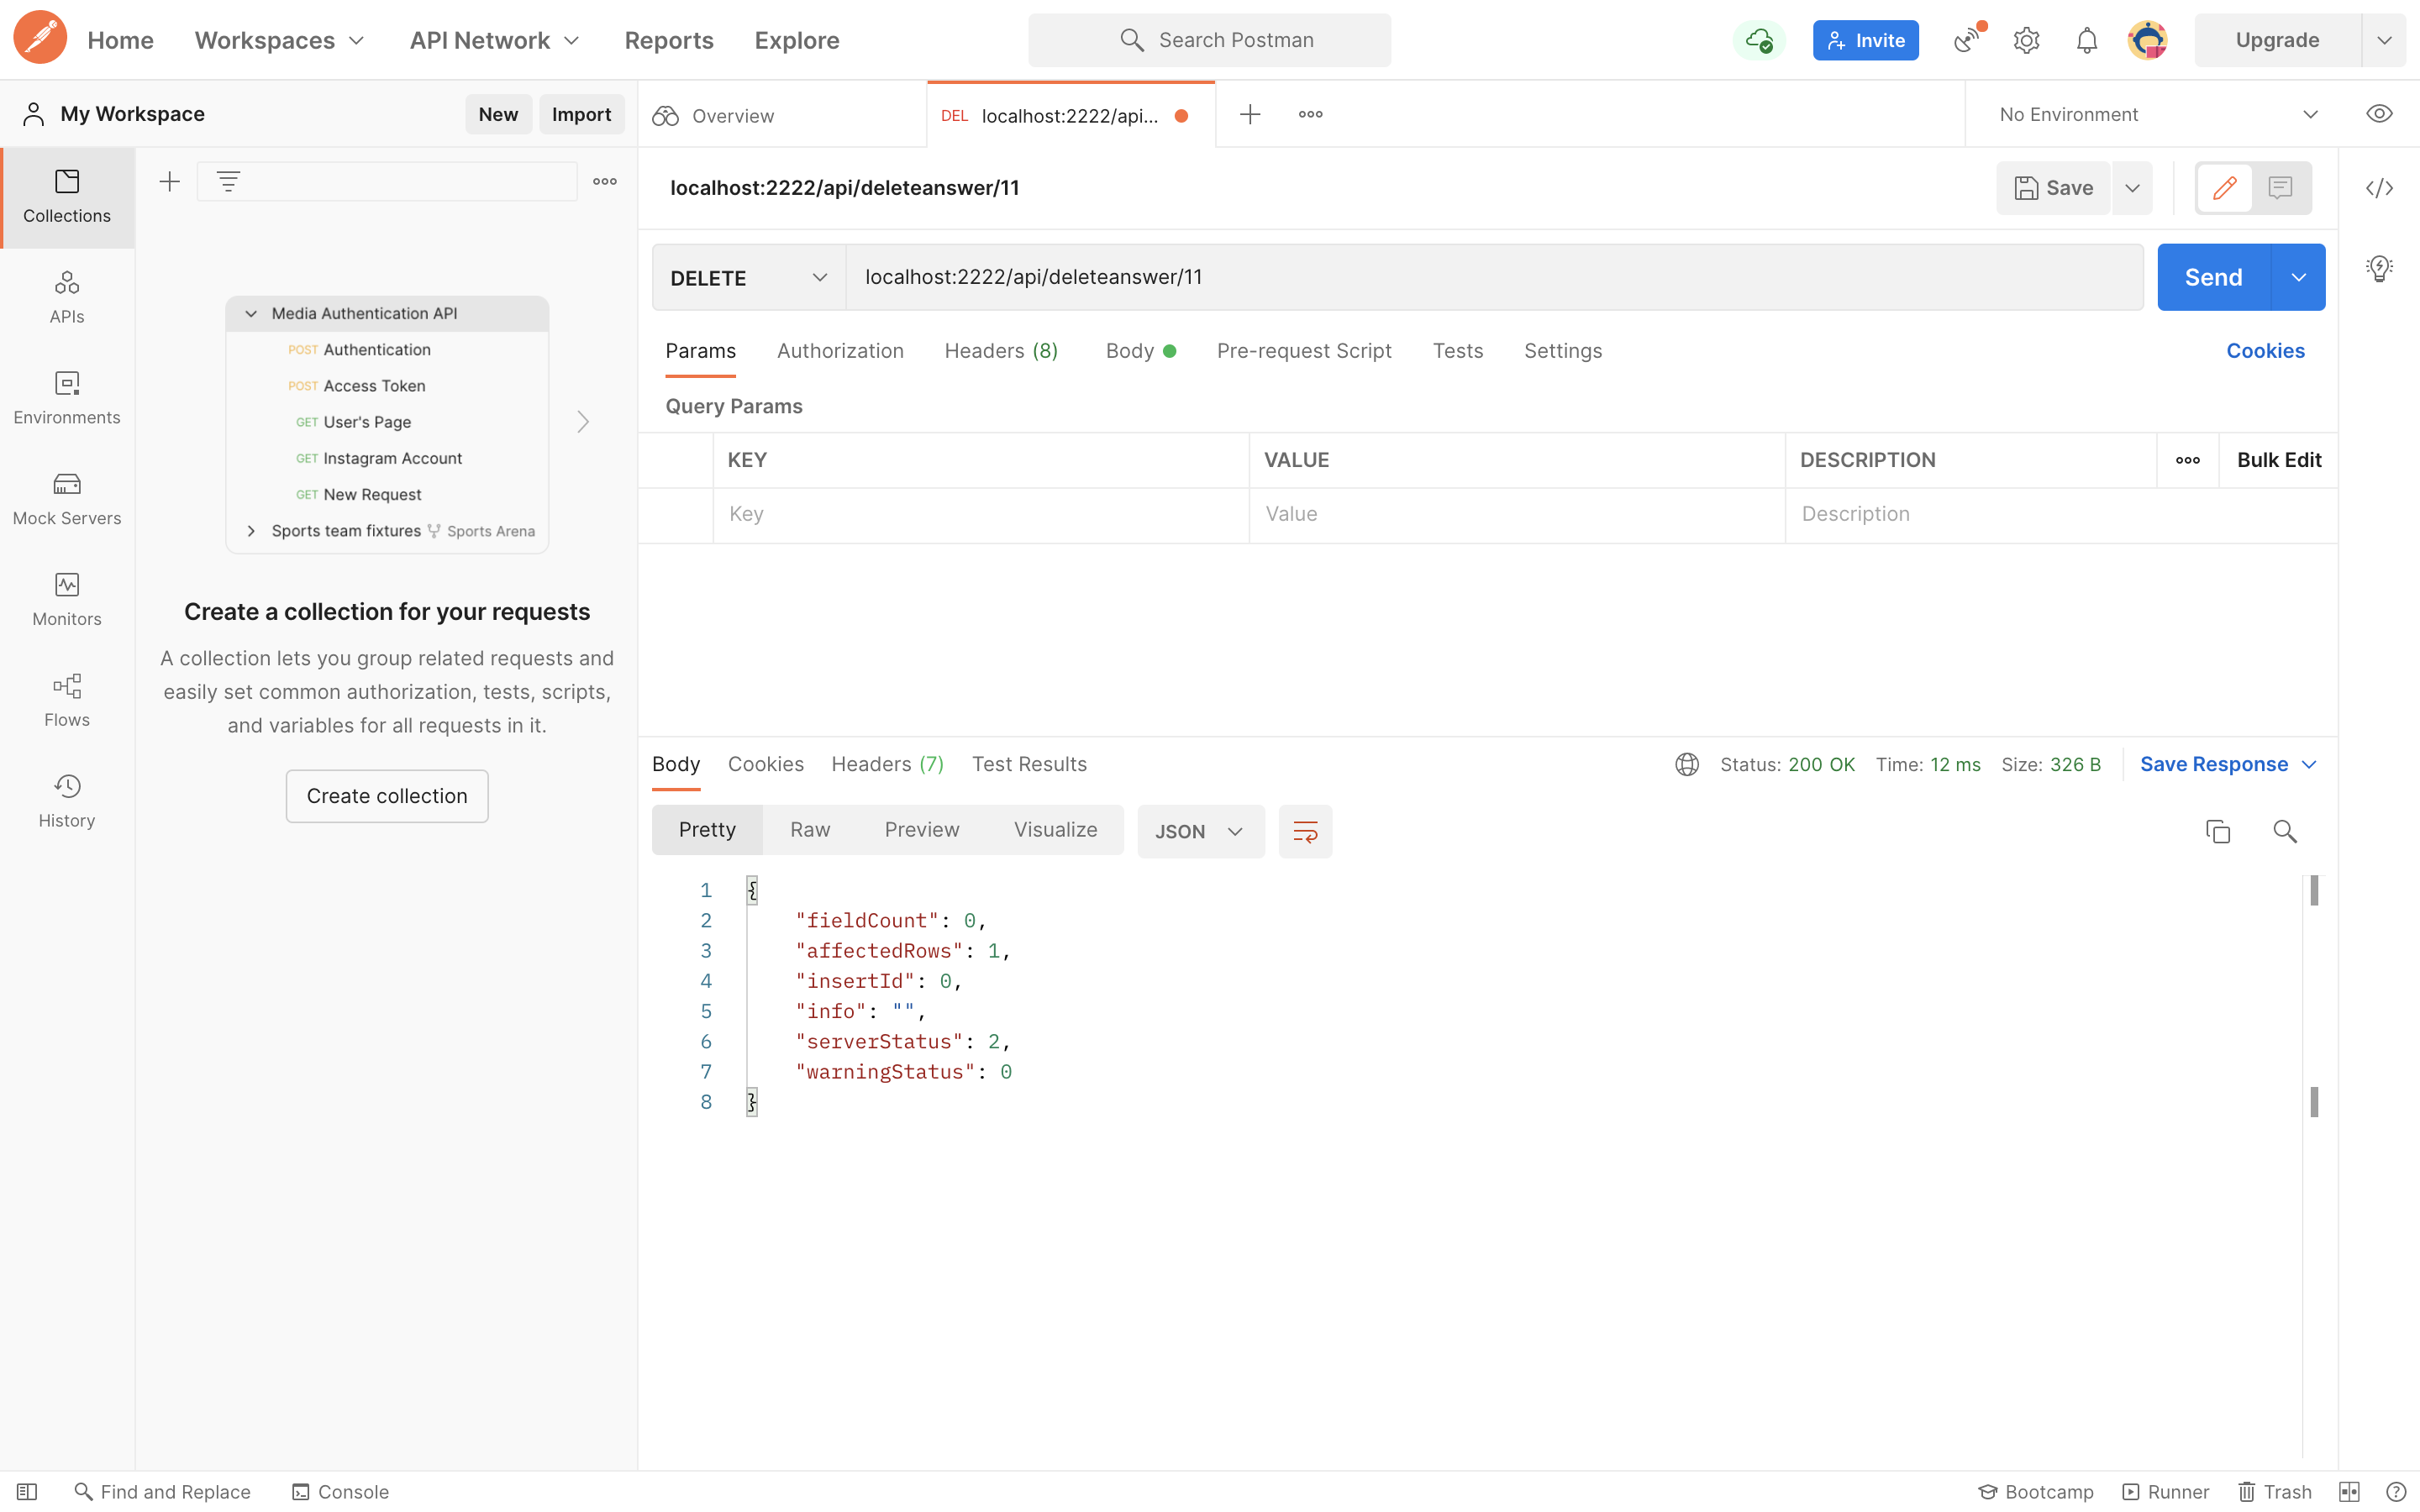 Home
Workspaces
API Network
Reports
Explore
Search Postman
Invite
Upgrade
My Workspace
New
Import
Overview
DEL localhost:2222/api...
No Environment
Collections
APIs
Environments
Mock Servers
Monitors
Flows
History
Media Authentication API
POST Authentication
POST Access Token
GET User's Page
GET Instagram Account
GET New Request
Sports team fixtures Sports Arena
Create a collection for your requests
A collection lets you group related requests and
easily set common authorization, tests, scripts,
and variables for all requests in it.
Create collection
localhost:2222/api/deleteanswer/11
Save
DELETE
localhost:2222/api/deleteanswer/11
Send
Params
Authorization
Headers (8)
Body
Pre-request Script
Tests
Settings
Cookies
Query Params
KEY
VALUE
DESCRIPTION
Bulk Edit
Key
Value
Description
Body
Cookies
Headers (7)
Test Results
Status: 200 OK
Time: 12 ms
Size: 326 B
Save Response
Pretty
Raw
Preview
Visualize
JSON
1 {
2 "fieldCount": 0,
3 "affectedRows": 1,
4 "insertId": 0,
5 "info": "",
6 "serverStatus": 2,
7 "warningStatus": 0
8 }
Find and Replace
Console
Bootcamp
Runner
Trash